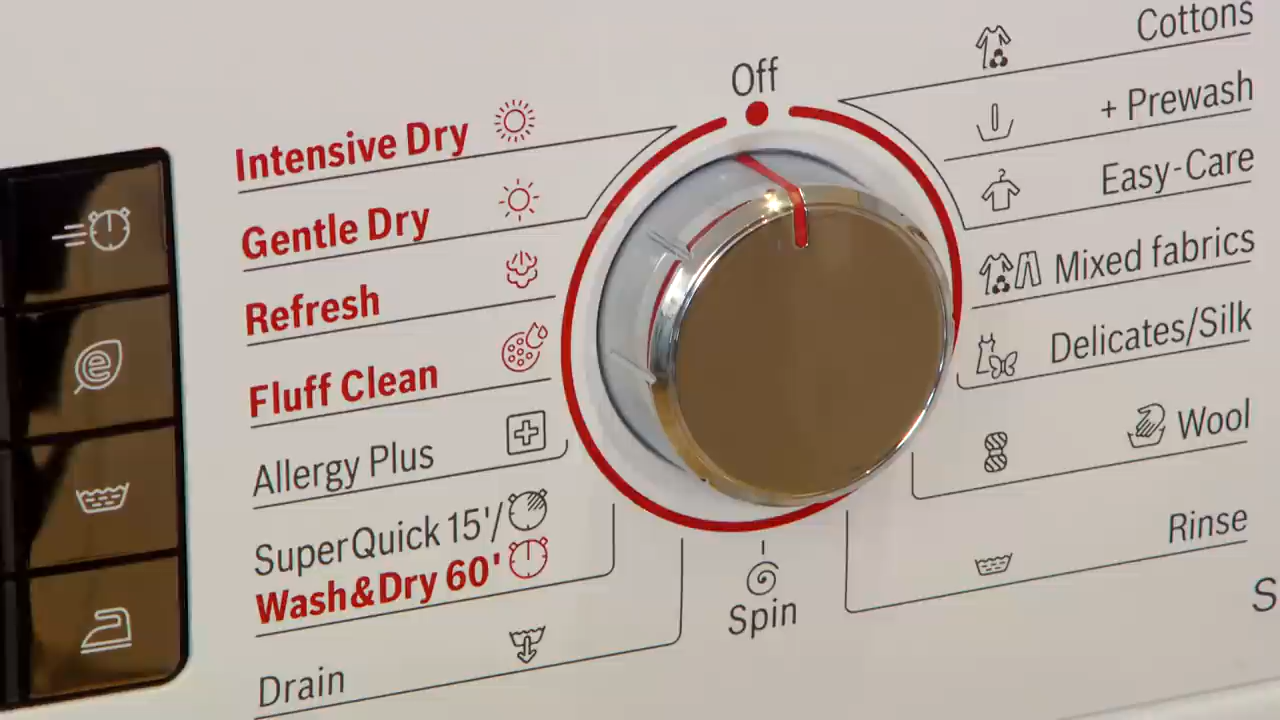 Off
Intensive Dry
Gentle Dry
Refresh
Fluff Clean
Allergy Plus
SuperQuick 15'/
Wash&Dry 60'
Drain
Spin
Cottons
+ Prewash
Easy-Care
Mixed fabrics
Delicates/Silk
Wool
Rinse
S